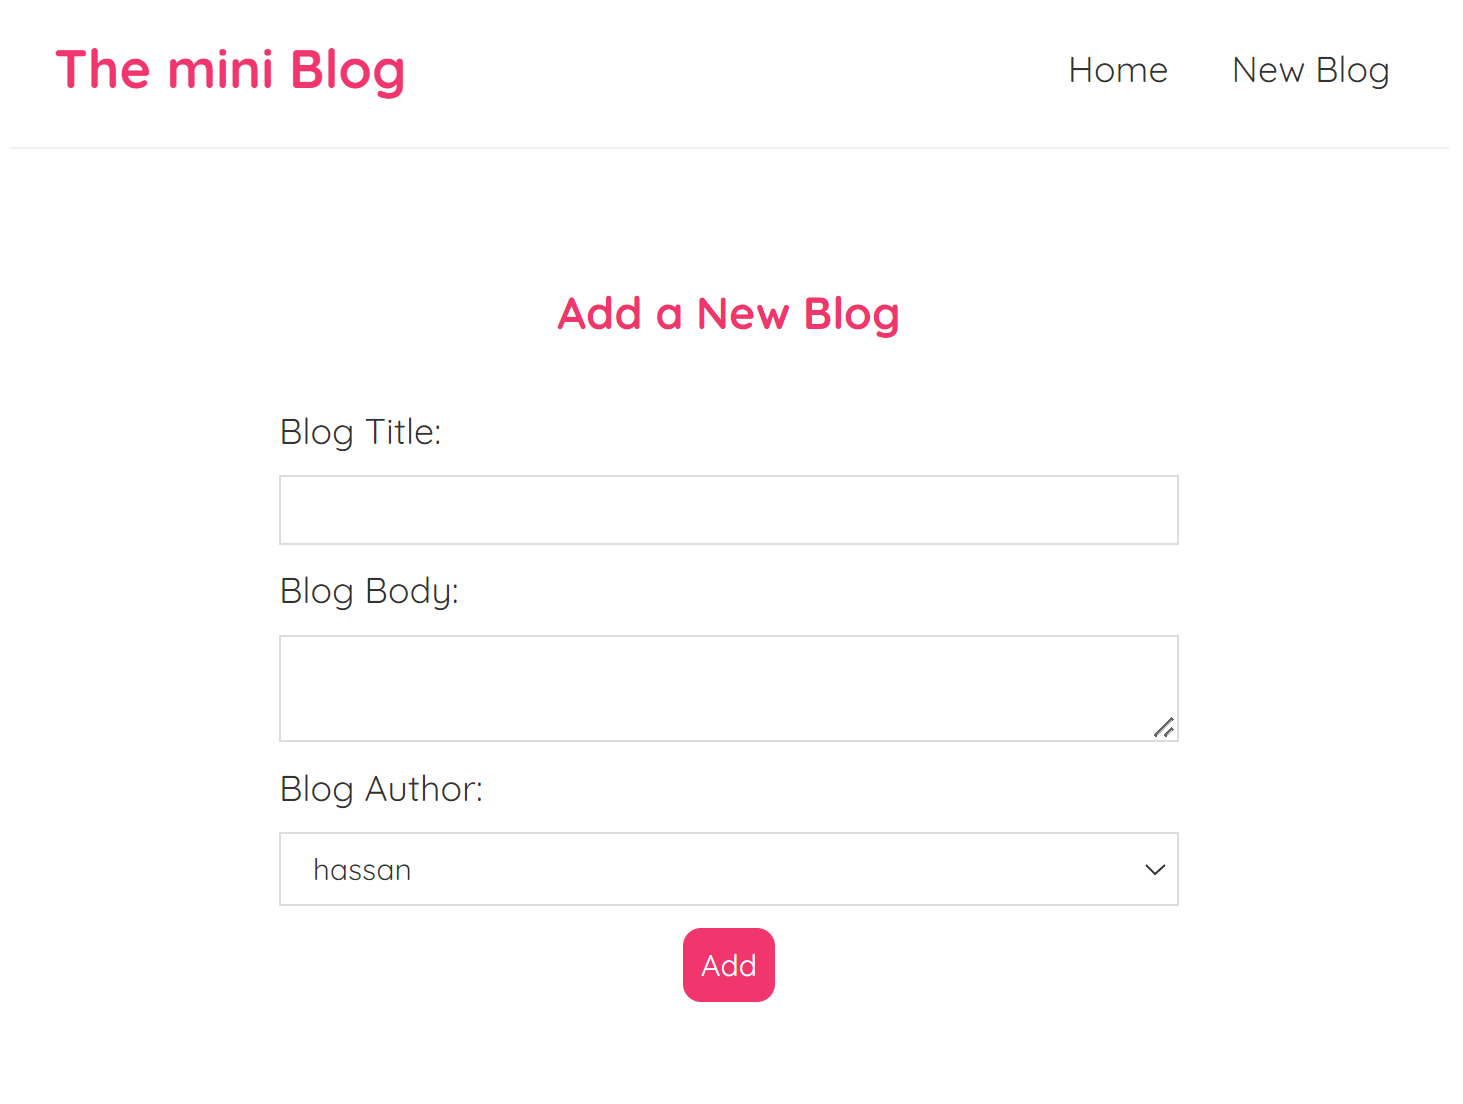 The mini Blog
Home New Blog
Add a New Blog
Blog Title:
Blog Body:
Blog Author:
hassan
Add